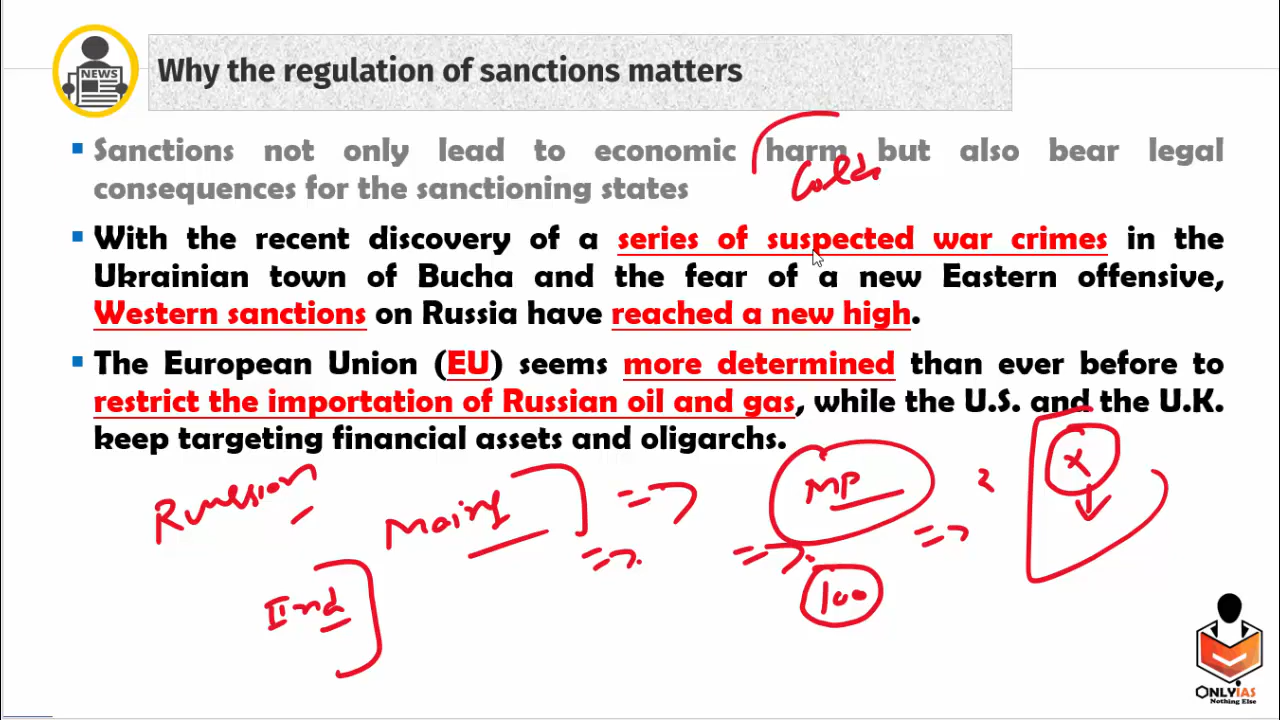 NEWS
Why the regulation of sanctions matters
Sanctions not only lead to economic harm but also bear legal
consequences for the sanctioning states
With the recent discovery of a series of suspected war crimes in the
Ukrainian town of Bucha and the fear of a new Eastern offensive,
Western sanctions on Russia have reached a new high.
The European Union (EU) seems more determined than ever before to
restrict the importation of Russian oil and gas, while the U.S. and the U.K.
keep targeting financial assets and oligarchs.
MP
100
x
ONLYIAS
Nothing Else